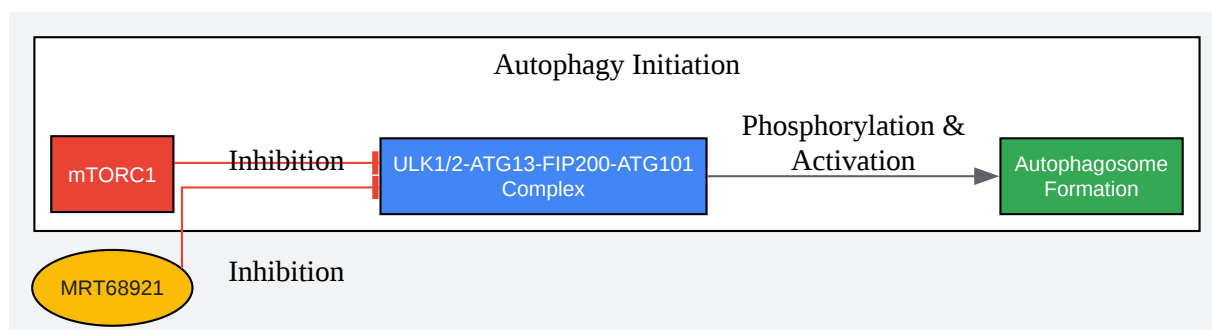 Autophagy Initiation
mTORC1
Inhibition
ULK1/2-ATG13-FIP200-ATG101
Complex
Phosphorylation &
Activation
Autophagosome
Formation
MRT68921
Inhibition